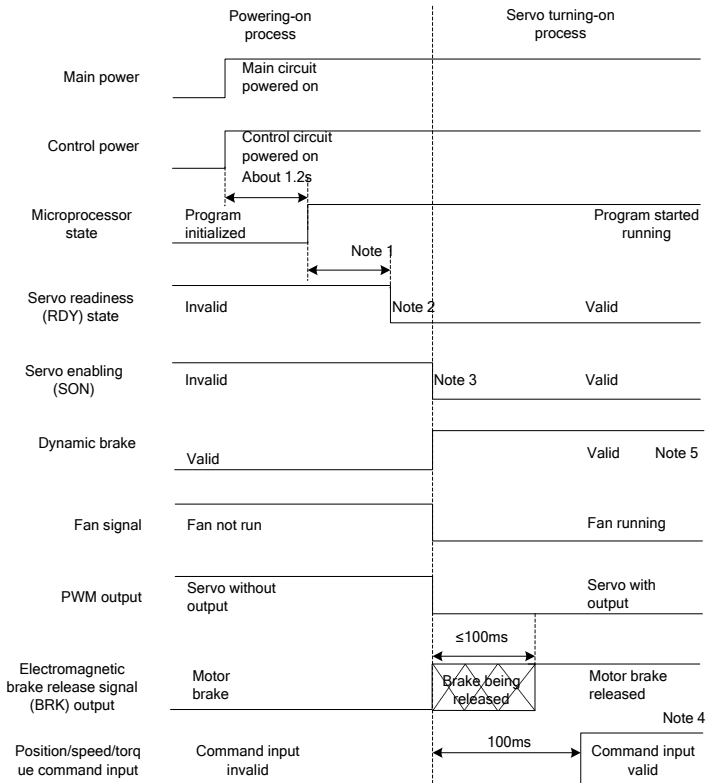 Powering-on
process
Servo turning-on
process
Main power
Main circuit
powered on
Control power
Control circuit
powered on
About 1.2s
Microprocessor
state
Program
initialized
Program started
running
Note 1
Servo readiness
(RDY) state
Invalid
Note 2
Valid
Servo enabling
(SON)
Invalid
Note 3
Valid
Dynamic brake
Valid
Valid
Note 5
Fan signal
Fan not run
Fan running
PWM output
Servo without
output
Servo with
output
≤100ms
Electromagnetic
brake release signal
(BRK) output
Motor
brake
Brake being
released
Motor brake
released
Note 4
Position/speed/torq
ue command input
Command input
invalid
100ms
Command input
valid